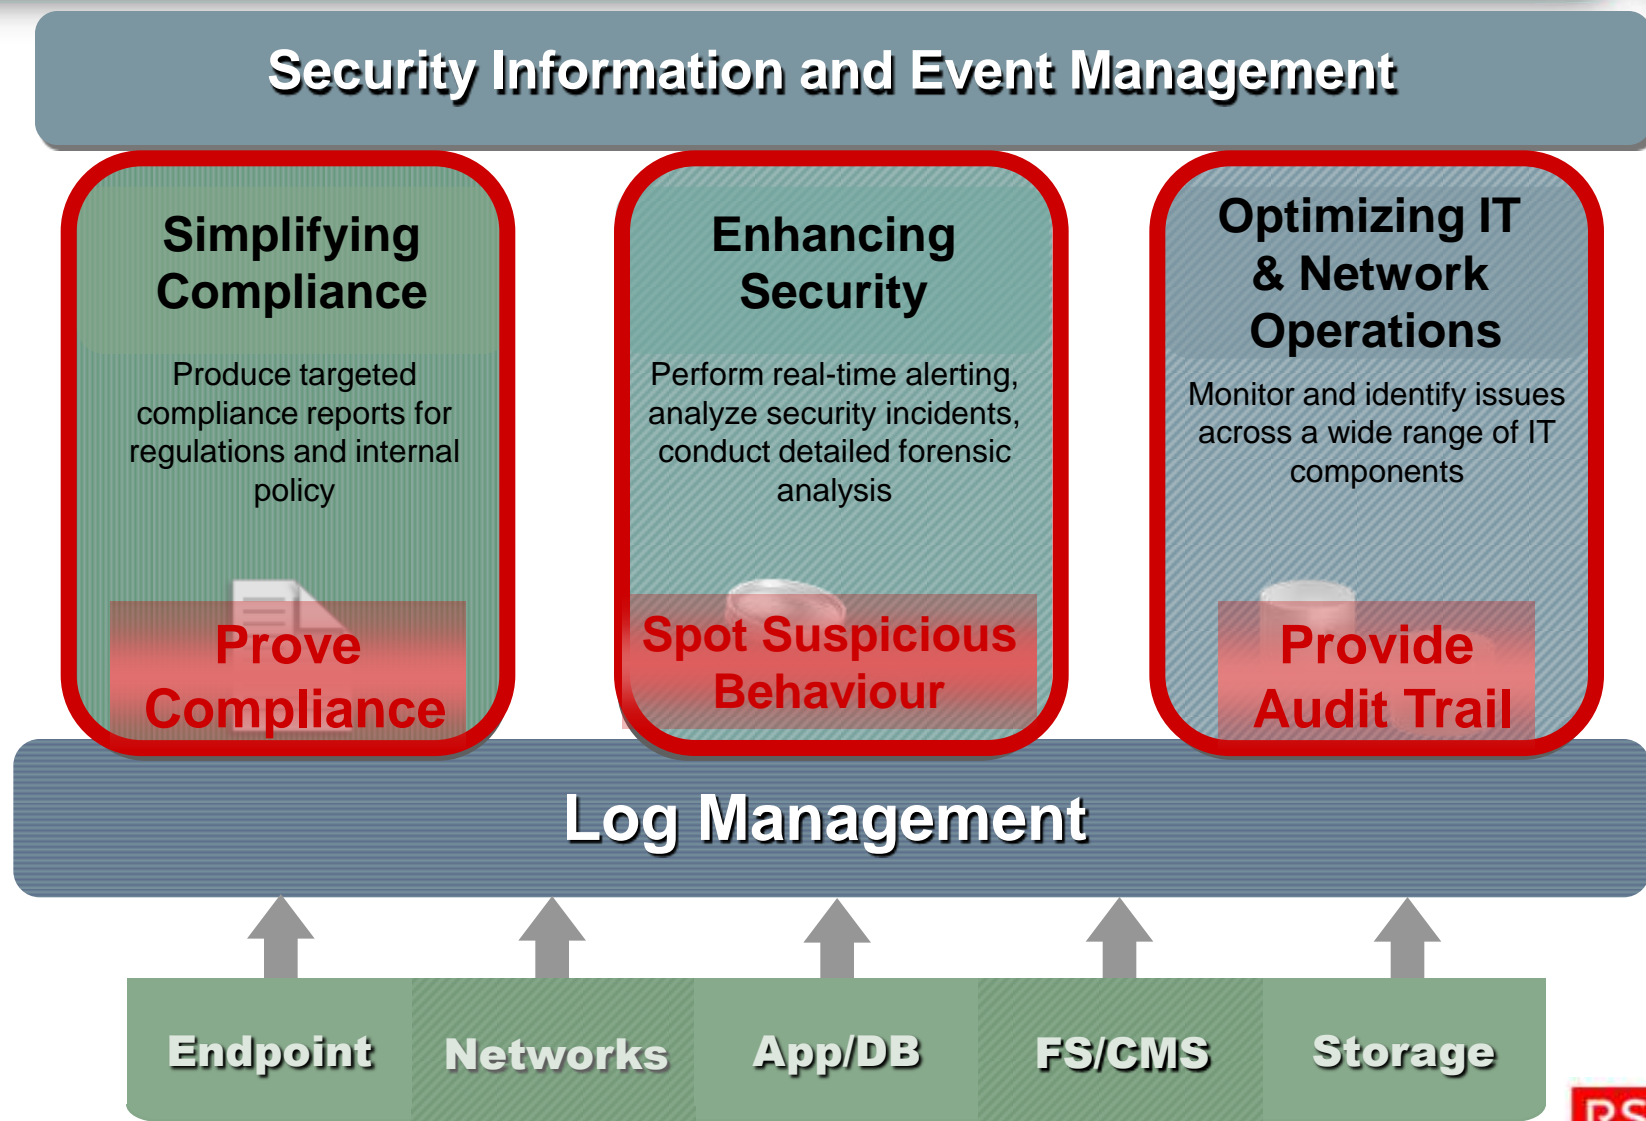 Security Information and Event Management
Simplifying
Compliance
Produce targeted
compliance reports for
regulations and internal
policy
Prove
Compliance
Enhancing
Security
Perform real-time alerting,
analyze security incidents,
conduct detailed forensic
analysis
Spot Suspicious
Behaviour
Optimizing IT
& Network
Operations
Monitor and identify issues
across a wide range of IT
components
Provide
Audit Trail
Log Management
Endpoint
Networks
App/DB
FS/CMS
Storage